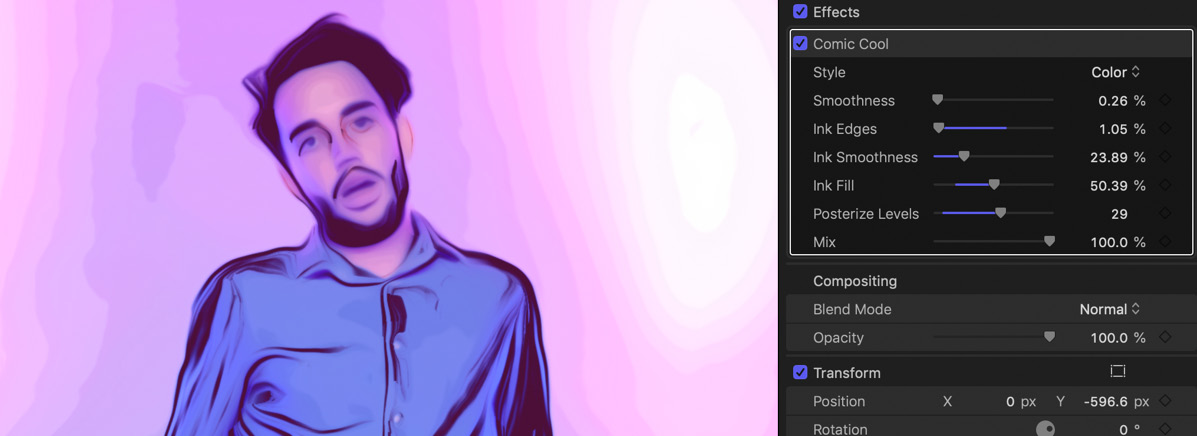 Effects
Comic Cool
Style Color
Smoothness 0.26 %
Ink Edges 1.05 %
Ink Smoothness 23.89 %
Ink Fill 50.39 %
Posterize Levels 29
Mix 100.0 %
Compositing
Blend Mode Normal
Opacity 100.0 %
Transform
Position X 0 px Y -596.6 px
Rotation 0 °